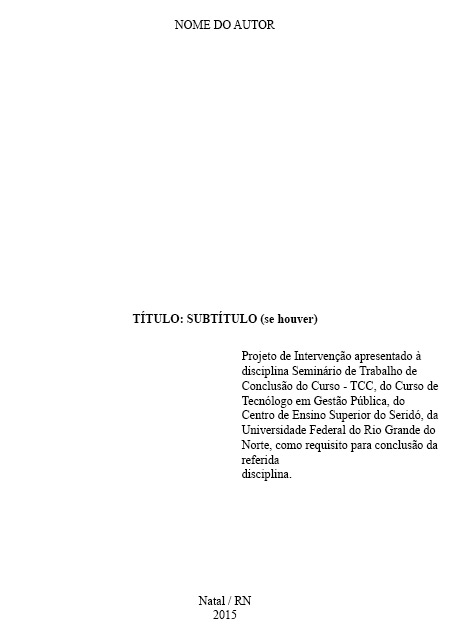 NOME DO AUTOR
TÍTULO: SUBTÍTULO (se houver)
Projeto de Intervenção apresentado à
disciplina Seminário de Trabalho de
Conclusão do Curso - TCC, do Curso de
Tecnólogo em Gestão Pública, do
Centro de Ensino Superior do Seridó, da
Universidade Federal do Rio Grande do
Norte, como requisito para conclusão da
referida
disciplina.
Natal / RN
2015